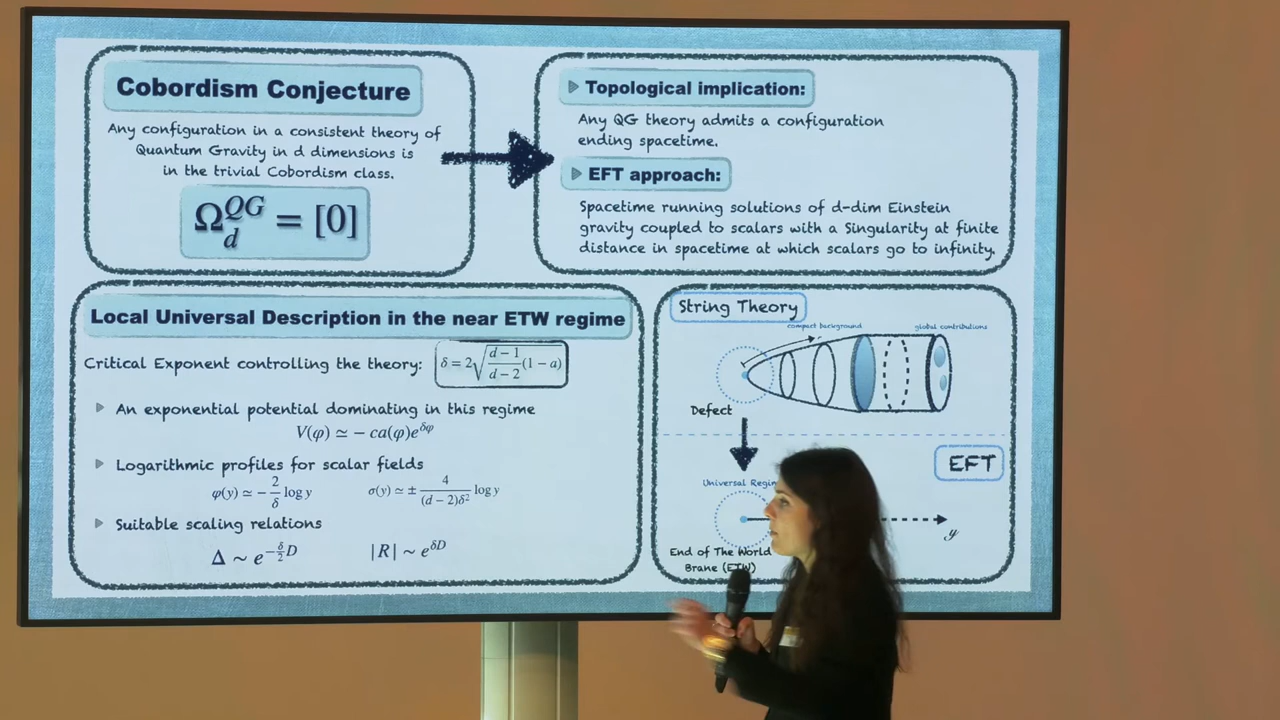 Cobordism Conjecture
Any configuration in a consistent theory of
Quantum Gravity in d dimensions is
in the trivial Cobordism class.
Ω_d^{QG} = [0]
Topological implication:
Any QG theory admits a configuration
ending spacetime.
EFT approach:
Spacetime running solutions of d-dim Einstein
gravity coupled to scalars with a Singularity at finite
distance in spacetime at which scalars go to infinity.
Local Universal Description in the near ETW regime
Critical Exponent controlling the theory: δ = 2√(d − 1 / d − 2 (1 − a))
An exponential potential dominating in this regime
V(φ) ≃ − ca(φ)e^{δφ}
Logarithmic profiles for scalar fields
φ(y) ≃ − 2/δ log y σ(y) ≃ ± 4/((d − 2)δ²) log y
Suitable scaling relations
Δ ~ e^{−δ/2 D} |R| ~ e^{δD}
String Theory
compact background global contributions
Defect
EFT
Universal
y
End of The World
Brane (ETW)